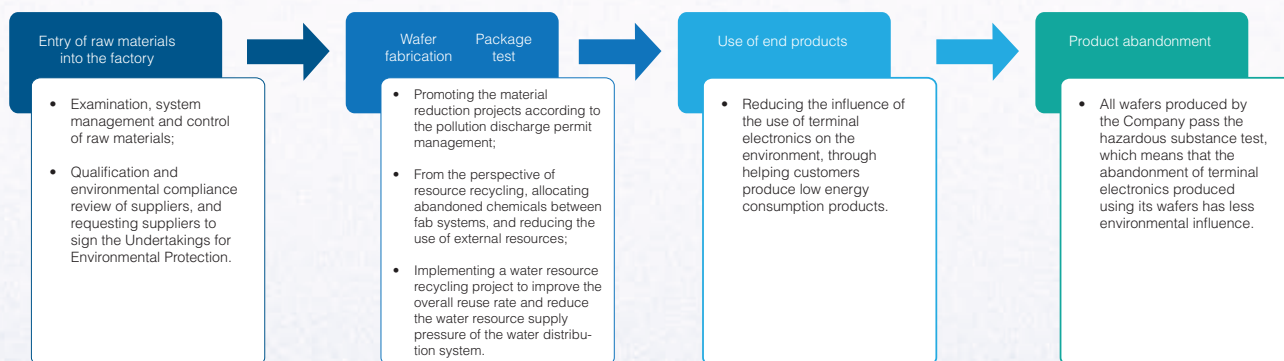 Entry of raw materials
into the factory
• Examination, system
management and control
of raw materials;
• Qualification and
environmental compliance
review of suppliers, and
requesting suppliers to
sign the Undertakings for
Environmental Protection.
Wafer
fabrication
Package
test
• Promoting the material
reduction projects according to
the pollution discharge permit
management;
• From the perspective of
resource recycling, allocating
abandoned chemicals between
fab systems, and reducing the
use of external resources;
• Implementing a water resource
recycling project to improve the
overall reuse rate and reduce
the water resource supply
pressure of the water distribu-
tion system.
Use of end products
• Reducing the influence of
the use of terminal
electronics on the
environment, through
helping customers
produce low energy
consumption products.
Product abandonment
• All wafers produced by
the Company pass the
hazardous substance test,
which means that the
abandonment of terminal
electronics produced
using its wafers has less
environmental influence.